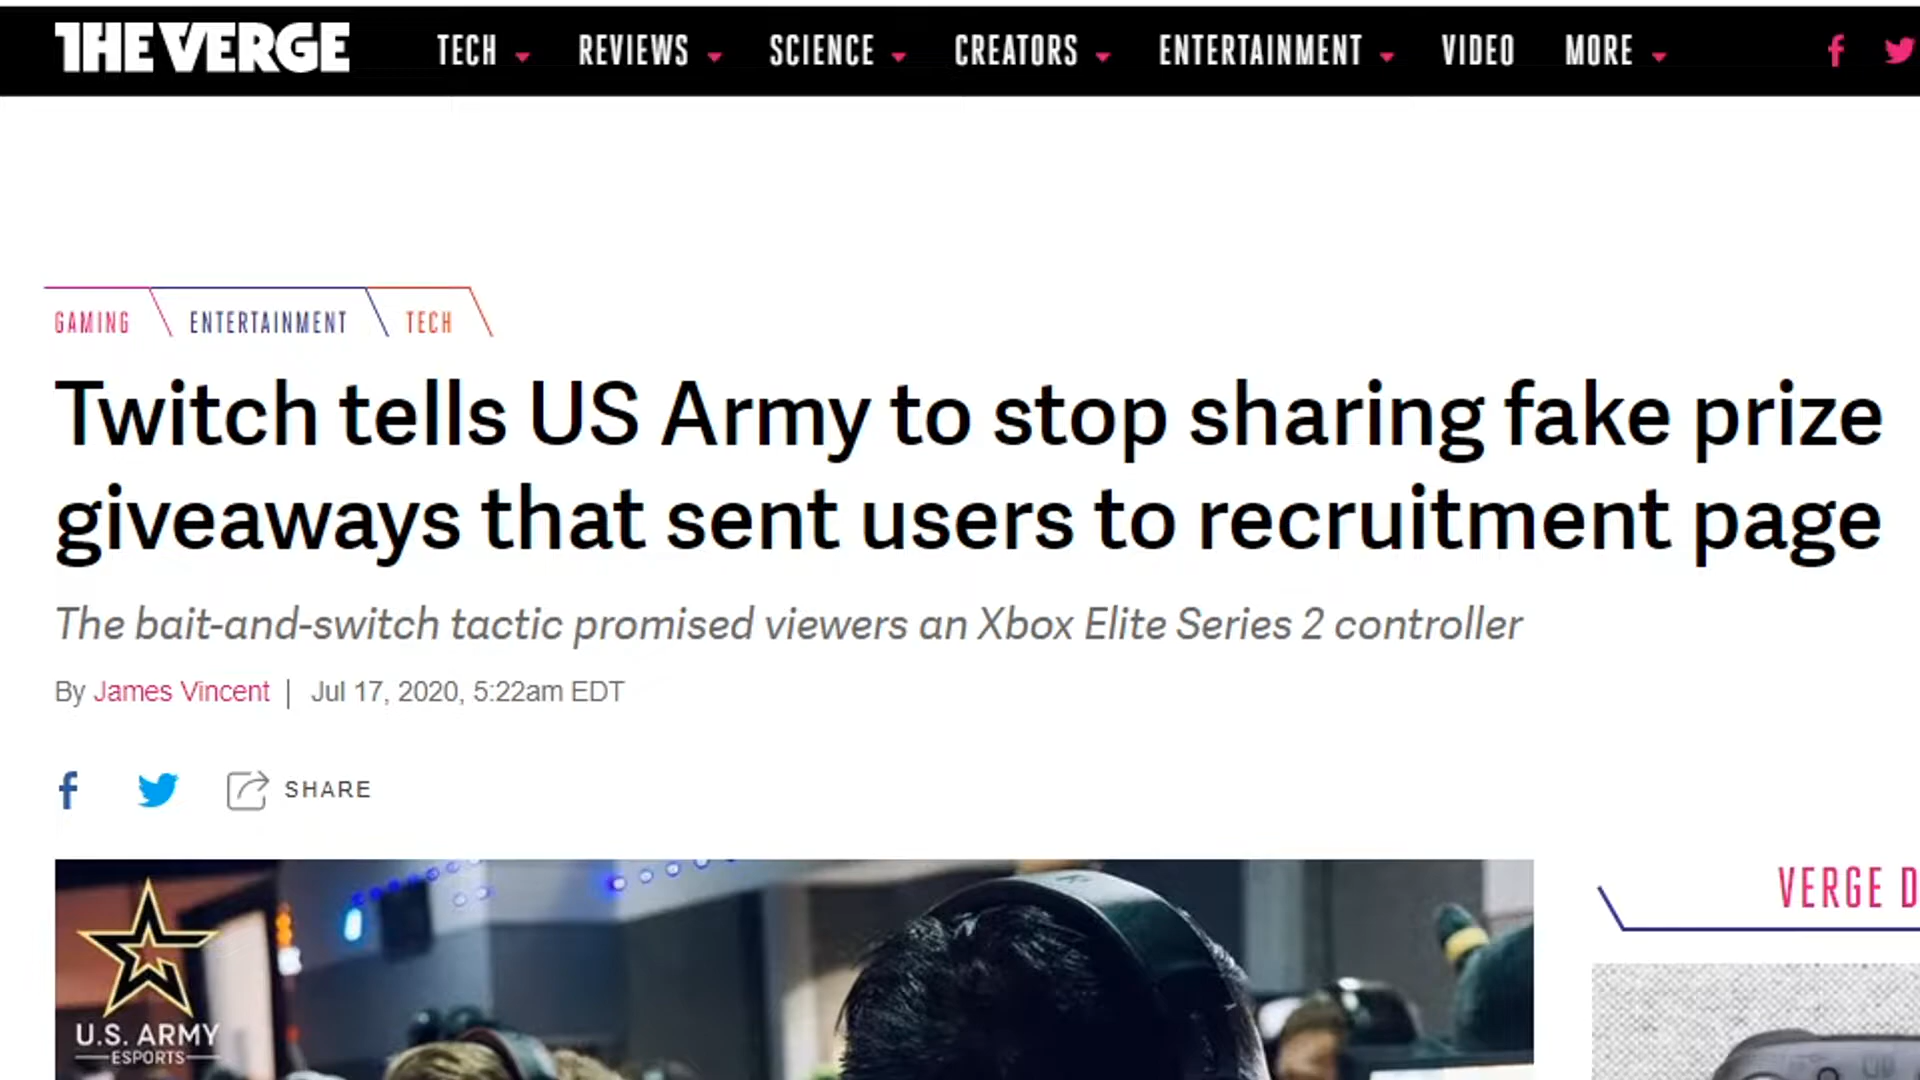 THE VERGE TECH REVIEWS SCIENCE CREATORS ENTERTAINMENT VIDEO MORE
GAMING ENTERTAINMENT TECH
Twitch tells US Army to stop sharing fake prize
giveaways that sent users to recruitment page
The bait-and-switch tactic promised viewers an Xbox Elite Series 2 controller
By James Vincent | Jul 17, 2020, 5:22am EDT
SHARE
VERGE D
U.S. ARMY
ESPORTS